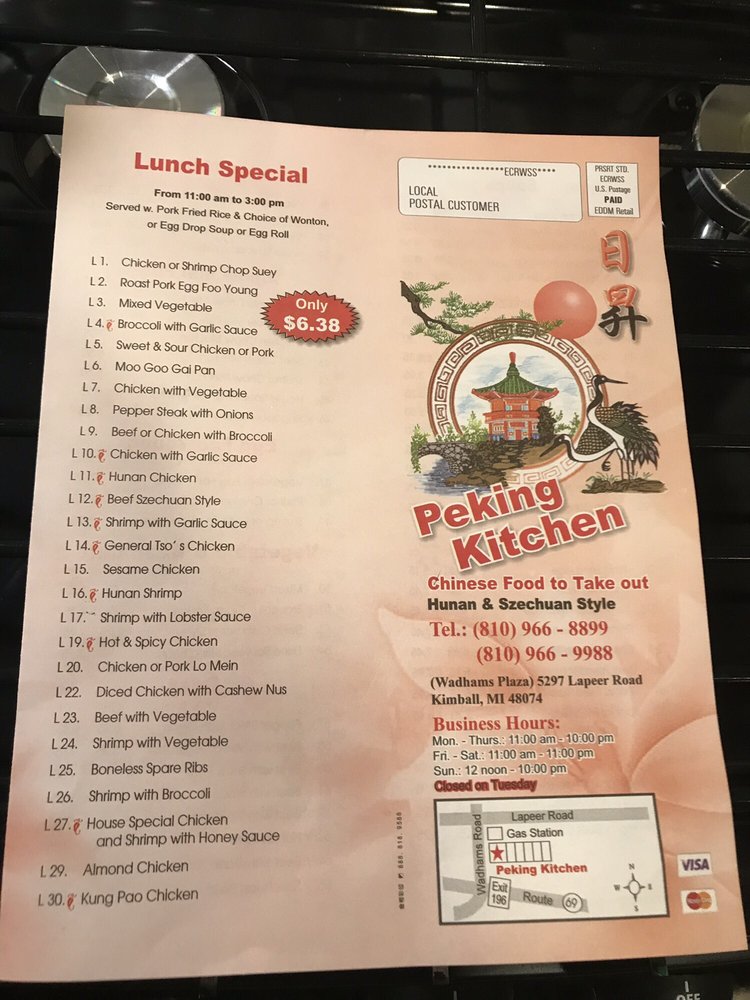 Lunch Special
From 11:00 am to 3:00 pm
Served w. Pork Fried Rice & Choice of Wonton,
or Egg Drop Soup or Egg Roll
L 1. Chicken or Shrimp Chop Suey
L 2. Roast Pork Egg Foo Young
L 3. Mixed Vegetable
L 4. Broccoli with Garlic Sauce
L 5. Sweet & Sour Chicken or Pork
L 6. Moo Goo Gai Pan
L 7. Chicken with Vegetable
L 8. Pepper Steak with Onions
L 9. Beef or Chicken with Broccoli
L 10. Chicken with Garlic Sauce
L 11. Hunan Chicken
L 12. Beef Szechuan Style
L 13. Shrimp with Garlic Sauce
L 14. General Tso's Chicken
L 15. Sesame Chicken
L 16. Hunan Shrimp
L 17. Shrimp with Lobster Sauce
L 19. Hot & Spicy Chicken
L 20. Chicken or Pork Lo Mein
L 22. Diced Chicken with Cashew Nus
L 23. Beef with Vegetable
L 24. Shrimp with Vegetable
L 25. Boneless Spare Ribs
L 26. Shrimp with Broccoli
L 27. House Special Chicken
and Shrimp with Honey Sauce
L 29. Almond Chicken
L 30. Kung Pao Chicken
Only
$6.38
*****************ECRWSS****
LOCAL
POSTAL CUSTOMER
PRSRT STD.
ECRWSS
U.S. Postage
PAID
EDDM Retail
日
昇
Peking
Kitchen
Chinese Food to Take out
Hunan & Szechuan Style
Tel.: (810) 966 - 8899
(810) 966 - 9988
(Wadhams Plaza) 5297 Lapeer Road
Kimball, MI 48074
Business Hours:
Mon. - Thurs.: 11:00 am - 10:00 pm
Fri. - Sat.: 11:00 am - 11:00 pm
Sun.: 12 noon - 10:00 pm
Closed on Tuesday
Lapeer Road
Wadhams Road
Gas Station
Peking Kitchen
Exit
196
Route 69
N
W E
S
VISA
MasterCard
888. 818. 9588
OFF